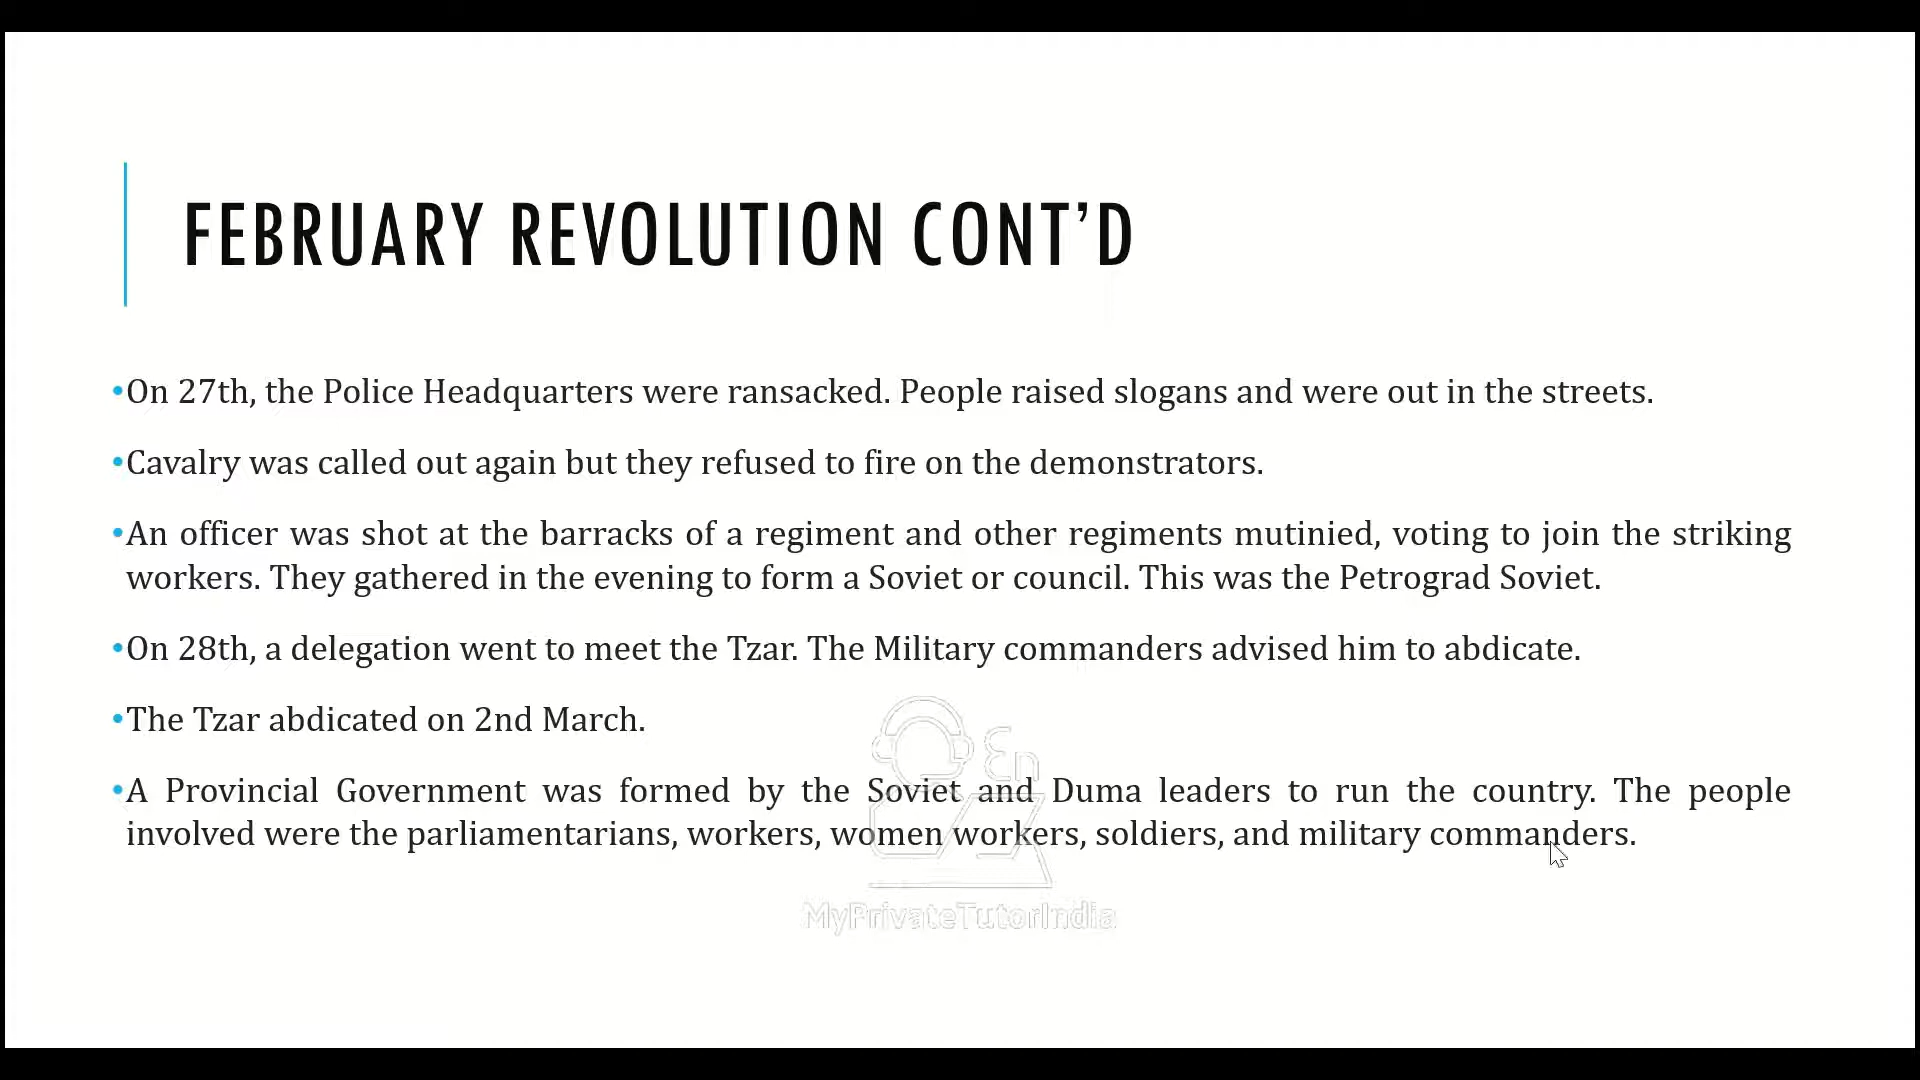 FEBRUARY REVOLUTION CONT’D
•On 27th, the Police Headquarters were ransacked. People raised slogans and were out in the streets.
•Cavalry was called out again but they refused to fire on the demonstrators.
•An officer was shot at the barracks of a regiment and other regiments mutinied, voting to join the striking
workers. They gathered in the evening to form a Soviet or council. This was the Petrograd Soviet.
•On 28th, a delegation went to meet the Tzar. The Military commanders advised him to abdicate.
•The Tzar abdicated on 2nd March.
•A Provincial Government was formed by the Soviet and Duma leaders to run the country. The people
involved were the parliamentarians, workers, women workers, soldiers, and military commanders.
En
MyPrivateTutorIndia